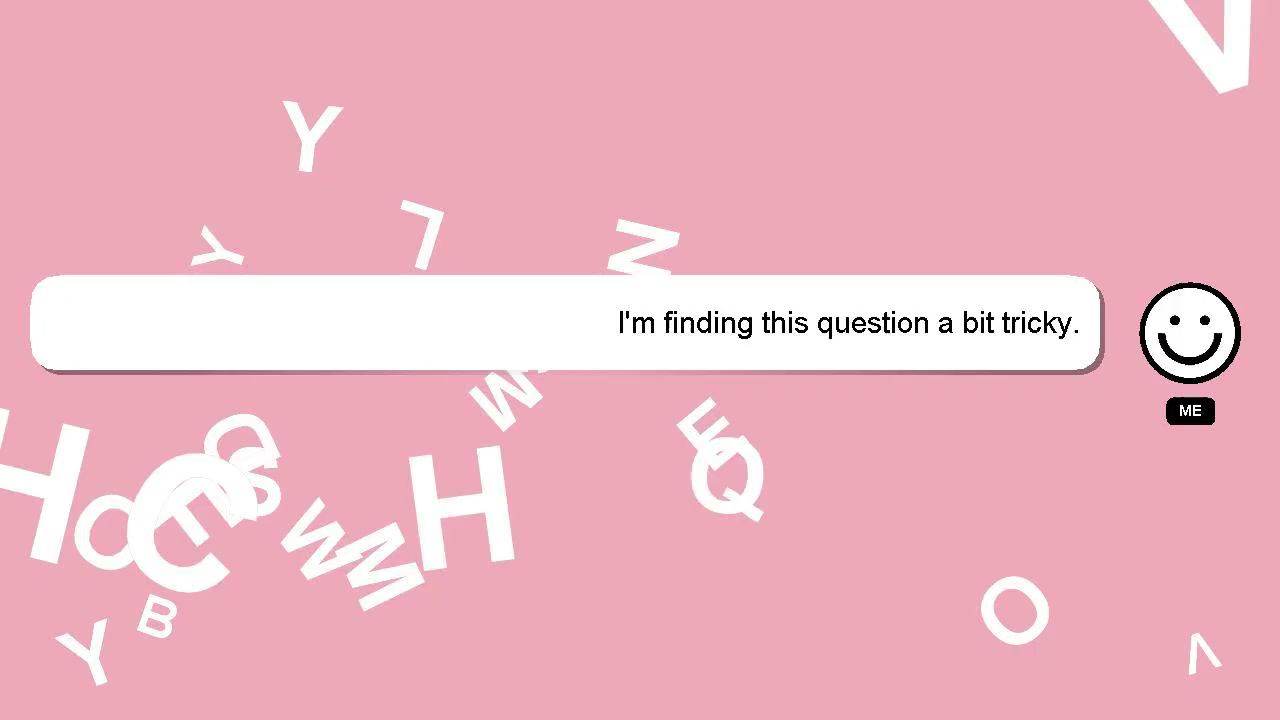 V
Y
L
Y
N
I'm finding this question a bit tricky.
ME
W
E
H
G
S
H
Q
O
C
E
W
M
B
O
Y
V